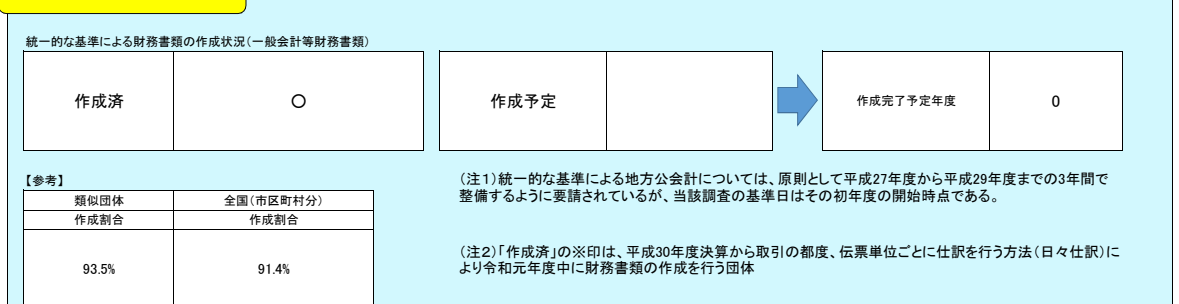 統一的な基準による財務書類の作成状況(一般会計等財務書類)
作成済
○
作成予定
作成完了予定年度
0
【参考】
類似団体
全国(市区町村分)
作成割合
作成割合
93.5%
91.4%
(注1)統一的な基準による地方公会計については、原則として平成27年度から平成29年度までの3年間で
整備するように要請されているが、当該調査の基準日はその初年度の開始時点である。
(注2)「作成済」の※印は、平成30年度決算から取引の都度、伝票単位ごとに仕訳を行う方法(日々仕訳)に
より令和元年度中に財務書類の作成を行う団体